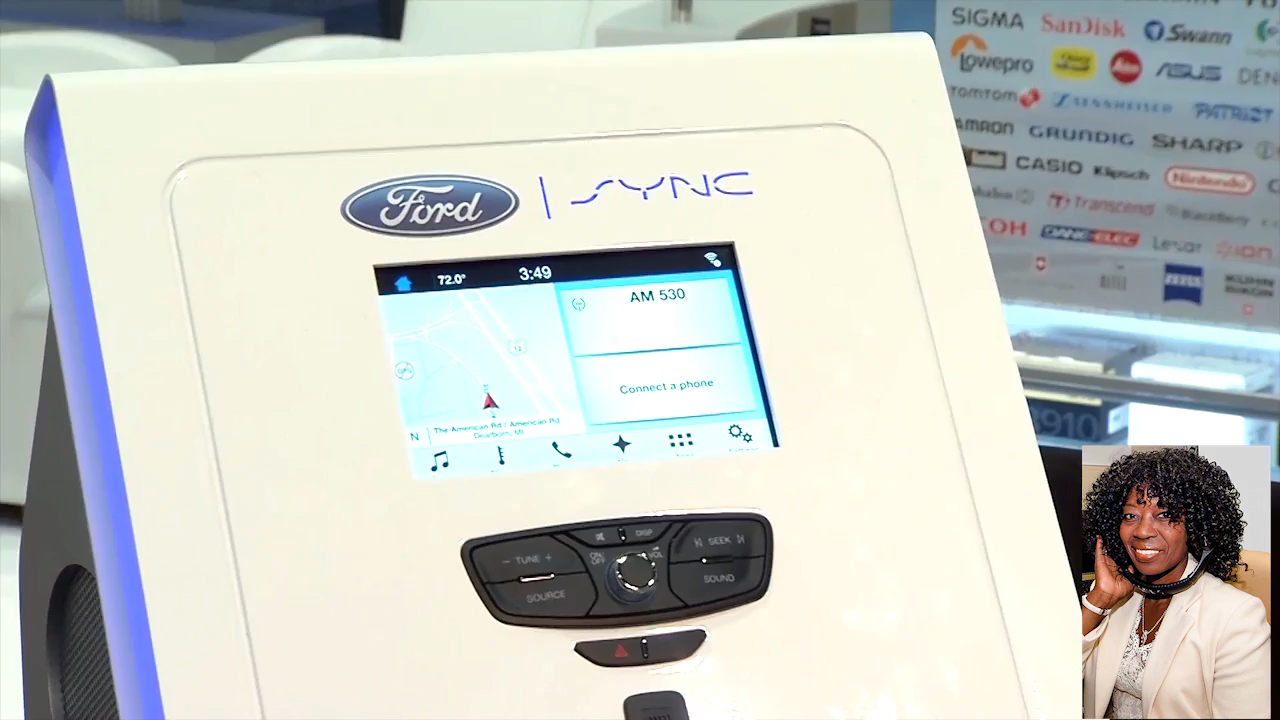 SIGMA SanDisk Swann
Lowepro ASUS
TOMTOM SENNHEISER PATRIOT
GRUNDIG SHARP
CASIO Klipsch Nintendo
Transcend BlackBerry
DANE-ELEC Lexar
ZEISS
Ford | SYNC
72.0° 3:49
AM 530
Connect a phone
N The American Rd / American Rd
Dearborn, MI
DISP
- TUNE + ON/OFF VOL SEEK
SOURCE SOUND
8910